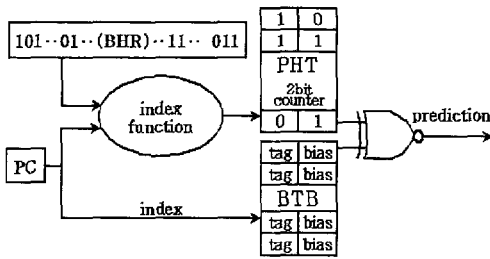 101··01··(BHR)··11·· 011
1 0
1 1
PHT
2bit
counter
0 1
index
function
prediction
PC
tag bias
tag bias
BTB
index
tag bias
tag bias